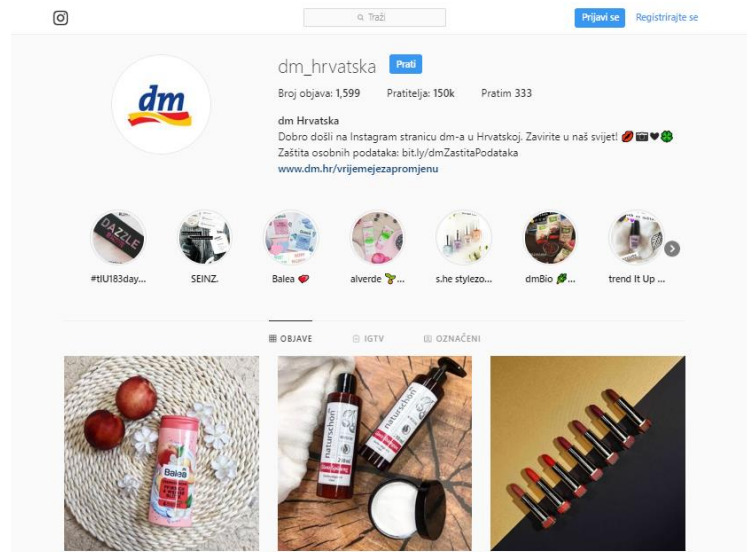 Traži
Prijavi se
Registrirajte se
dm
dm_hrvatska
Prati
Broj objava: 1,599 Pratitelja: 150k Pratim 333
dm Hrvatska
Dobro došli na Instagram stranicu dm-a u Hrvatskoj. Zavirite u naš svijet! 💋📷🖤🍀
Zaštita osobnih podataka: bit.ly/dmZastitaPodataka
www.dm.hr/vrijemejezapromjenu
DAZZLE
#tIU183day...
SEINZ.
Balea
alverde 🌱...
s.he stylezo...
dmBio 🌿...
trend It Up ...
OBJAVE
IGTV
OZNAČENI
Balea
naturschön
naturschön